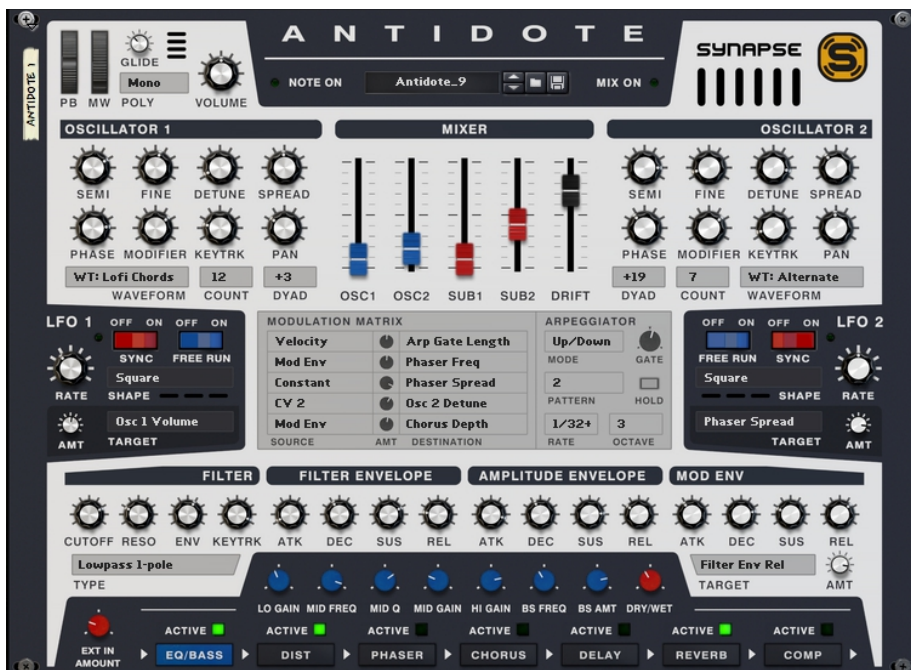 ANTIDOTE
SYNAPSE
S
ANTIDOTE 1
GLIDE
Mono
PB MW POLY VOLUME
NOTE ON Antidote_9 MIX ON
OSCILLATOR 1 MIXER OSCILLATOR 2
SEMI FINE DETUNE SPREAD SEMI FINE DETUNE SPREAD
PHASE MODIFIER KEYTRK PAN PHASE MODIFIER KEYTRK PAN
WT: Lofi Chords 12 +3 +19 7 WT: Alternate
WAVEFORM COUNT DYAD OSC1 OSC2 SUB1 SUB2 DRIFT DYAD COUNT WAVEFORM
LFO 1 OFF ON OFF ON MODULATION MATRIX ARPEGGIATOR OFF ON OFF ON LFO 2
SYNC FREE RUN Velocity Arp Gate Length Up/Down FREE RUN SYNC
Mod Env Phaser Freq MODE GATE
RATE Square Constant Phaser Spread 2 Square RATE
SHAPE CV 2 Osc 2 Detune PATTERN HOLD SHAPE
AMT Osc 1 Volume Mod Env Chorus Depth 1/32+ 3 Phaser Spread AMT
TARGET SOURCE AMT DESTINATION RATE OCTAVE TARGET
FILTER FILTER ENVELOPE AMPLITUDE ENVELOPE MOD ENV
CUTOFF RESO ENV KEYTRK ATK DEC SUS REL ATK DEC SUS REL ATK DEC SUS REL
Lowpass 1-pole Filter Env Rel
TYPE TARGET AMT
LO GAIN MID FREQ MID Q MID GAIN HI GAIN BS FREQ BS AMT DRY/WET
ACTIVE ACTIVE ACTIVE ACTIVE ACTIVE ACTIVE ACTIVE
EXT IN AMOUNT EQ/BASS DIST PHASER CHORUS DELAY REVERB COMP